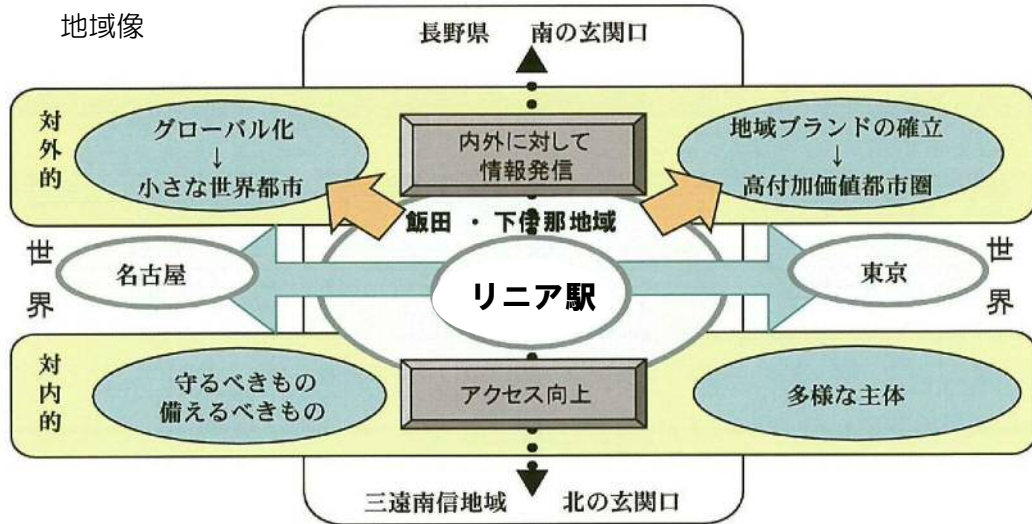 地域像
長野県　南の玄関口
対外的
グローバル化
↓
小さな世界都市
内外に対して
情報発信
地域ブランドの確立
↓
高付加価値都市圏
飯田・下伊那地域
世界
名古屋
リニア駅
東京
世界
対内的
守るべきもの
備えるべきもの
アクセス向上
多様な主体
三遠南信地域　北の玄関口